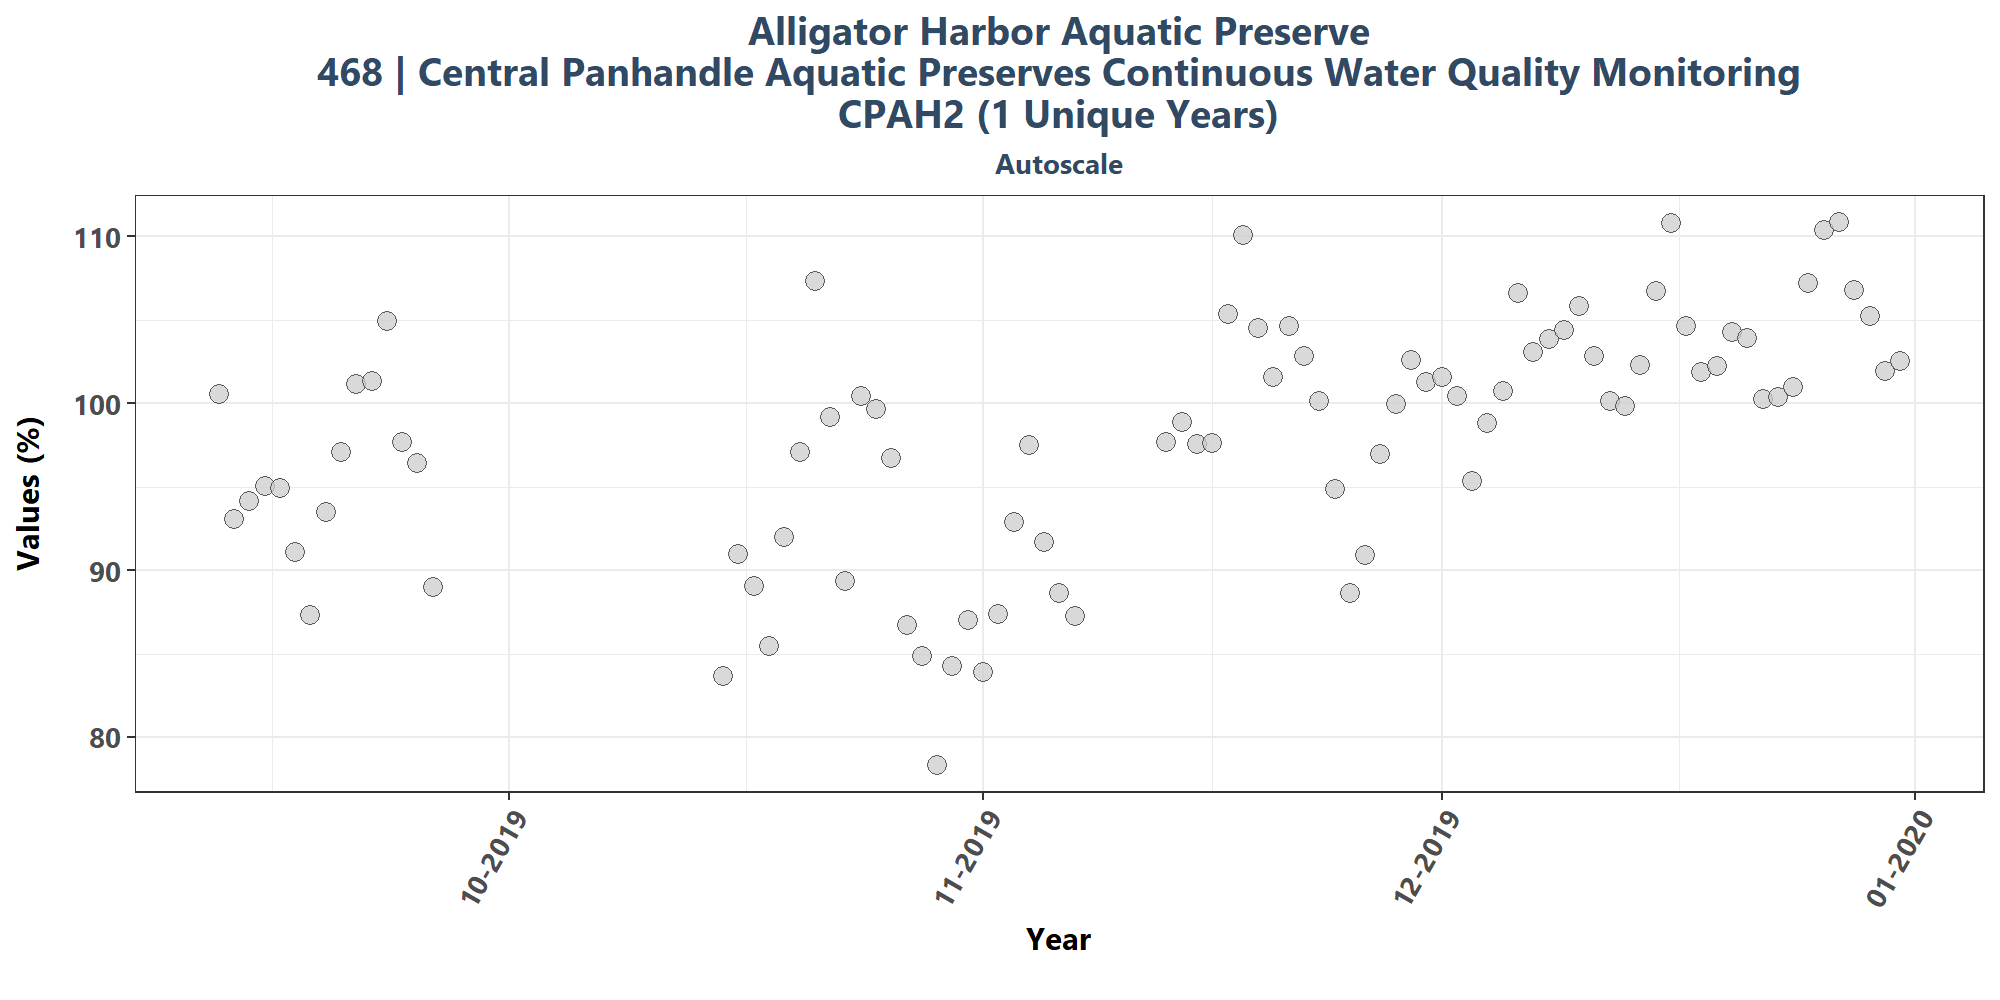 Alligator Harbor Aquatic Preserve
468 | Central Panhandle Aquatic Preserves Continuous Water Quality Monitoring
CPAH2 (1 Unique Years)
Autoscale
110
100
90
80
Values (%)
10-2019
11-2019
12-2019
01-2020
Year